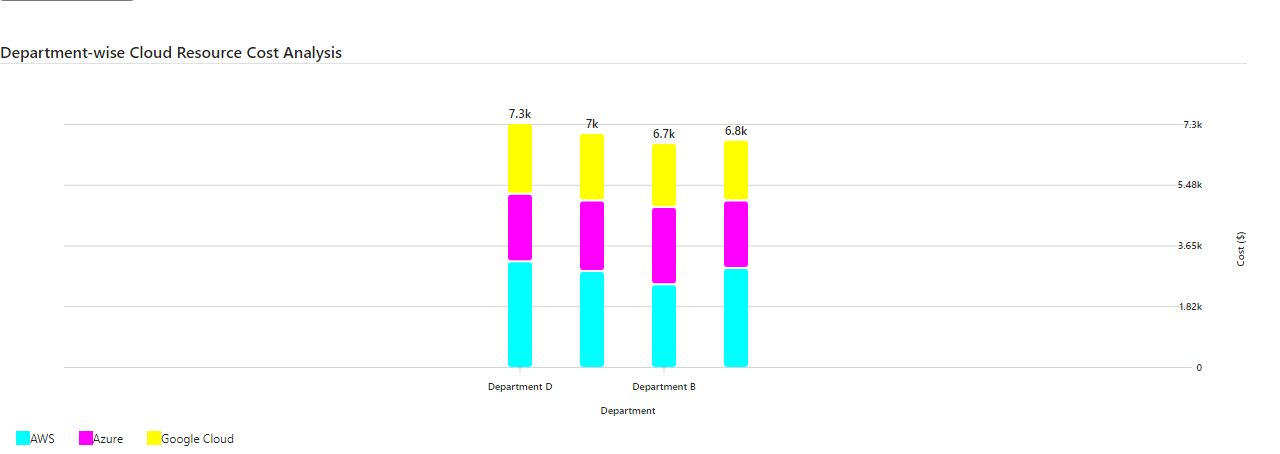 Department-wise Cloud Resource Cost Analysis
7.3k
7k
6.7k
6.8k
7.3k
5.48k
3.65k
1.82k
0
Cost ($)
Department D
Department B
Department
AWS
Azure
Google Cloud